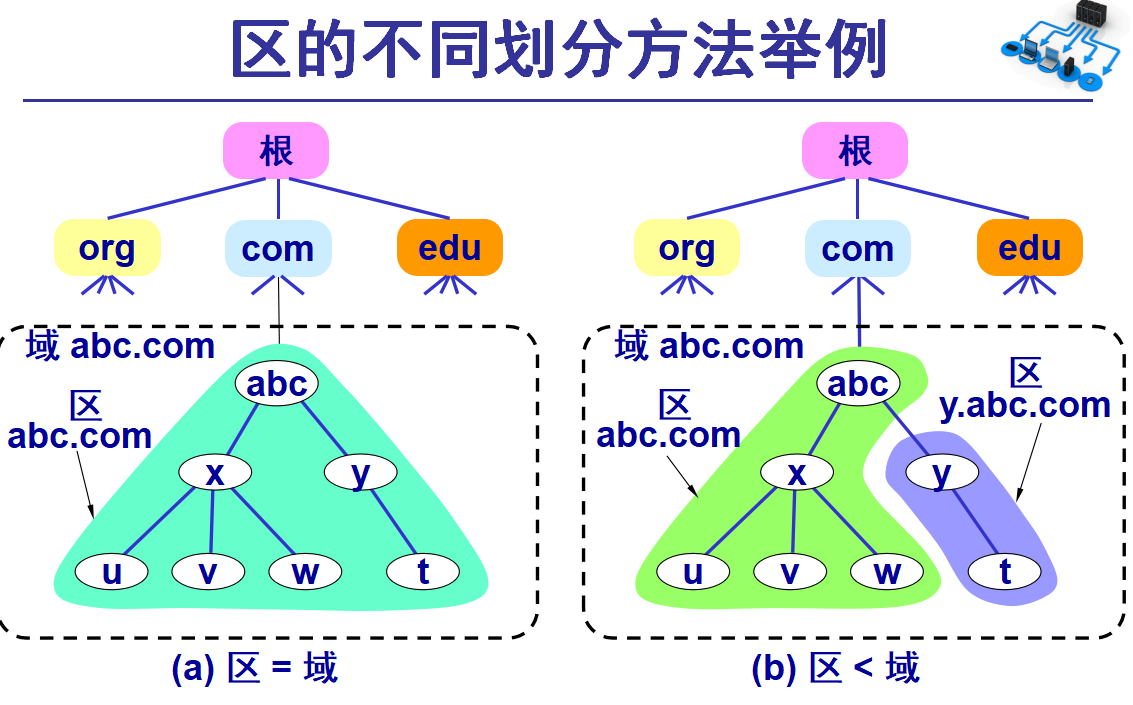 区的不同划分方法举例
根
org
com
edu
域 abc.com
区
abc.com
abc
x
y
u
v
w
t
(a) 区 = 域
根
org
com
edu
域 abc.com
区
abc.com
区
y.abc.com
abc
x
y
u
v
w
t
(b) 区 < 域